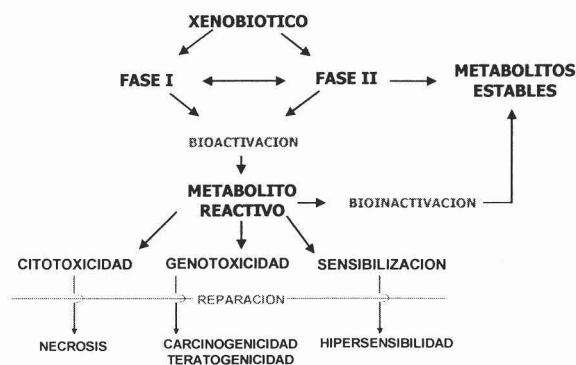 XENOBIOTICO
FASE I
FASE II
METABOLITOS
ESTABLES
BIOACTIVACION
METABOLITO
REACTIVO
BIOINACTIVACION
CITOTOXICIDAD
GENOTOXICIDAD
SENSIBILIZACION
REPARACION
NECROSIS
CARCINOGENICIDAD
TERATOGENICIDAD
HIPERSENSIBILIDAD